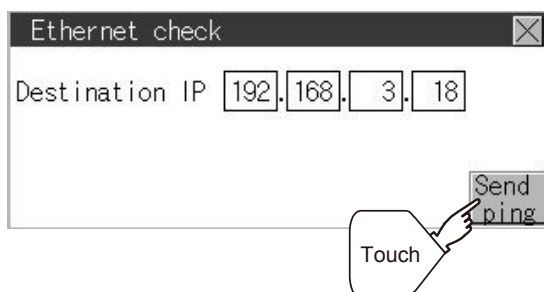 Ethernet check
Destination IP 192.168. 3. 18
Send
ping
Touch